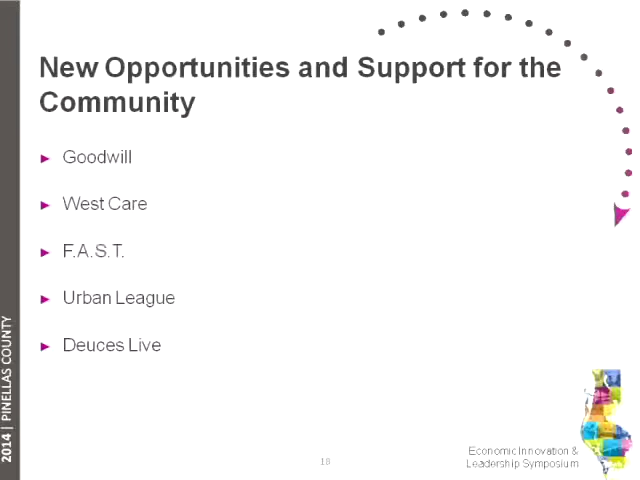 New Opportunities and Support for the
Community
► Goodwill
► West Care
► F.A.S.T.
► Urban League
► Deuces Live
2014 | PINELLAS COUNTY
18
Economic Innovation &
Leadership Symposium